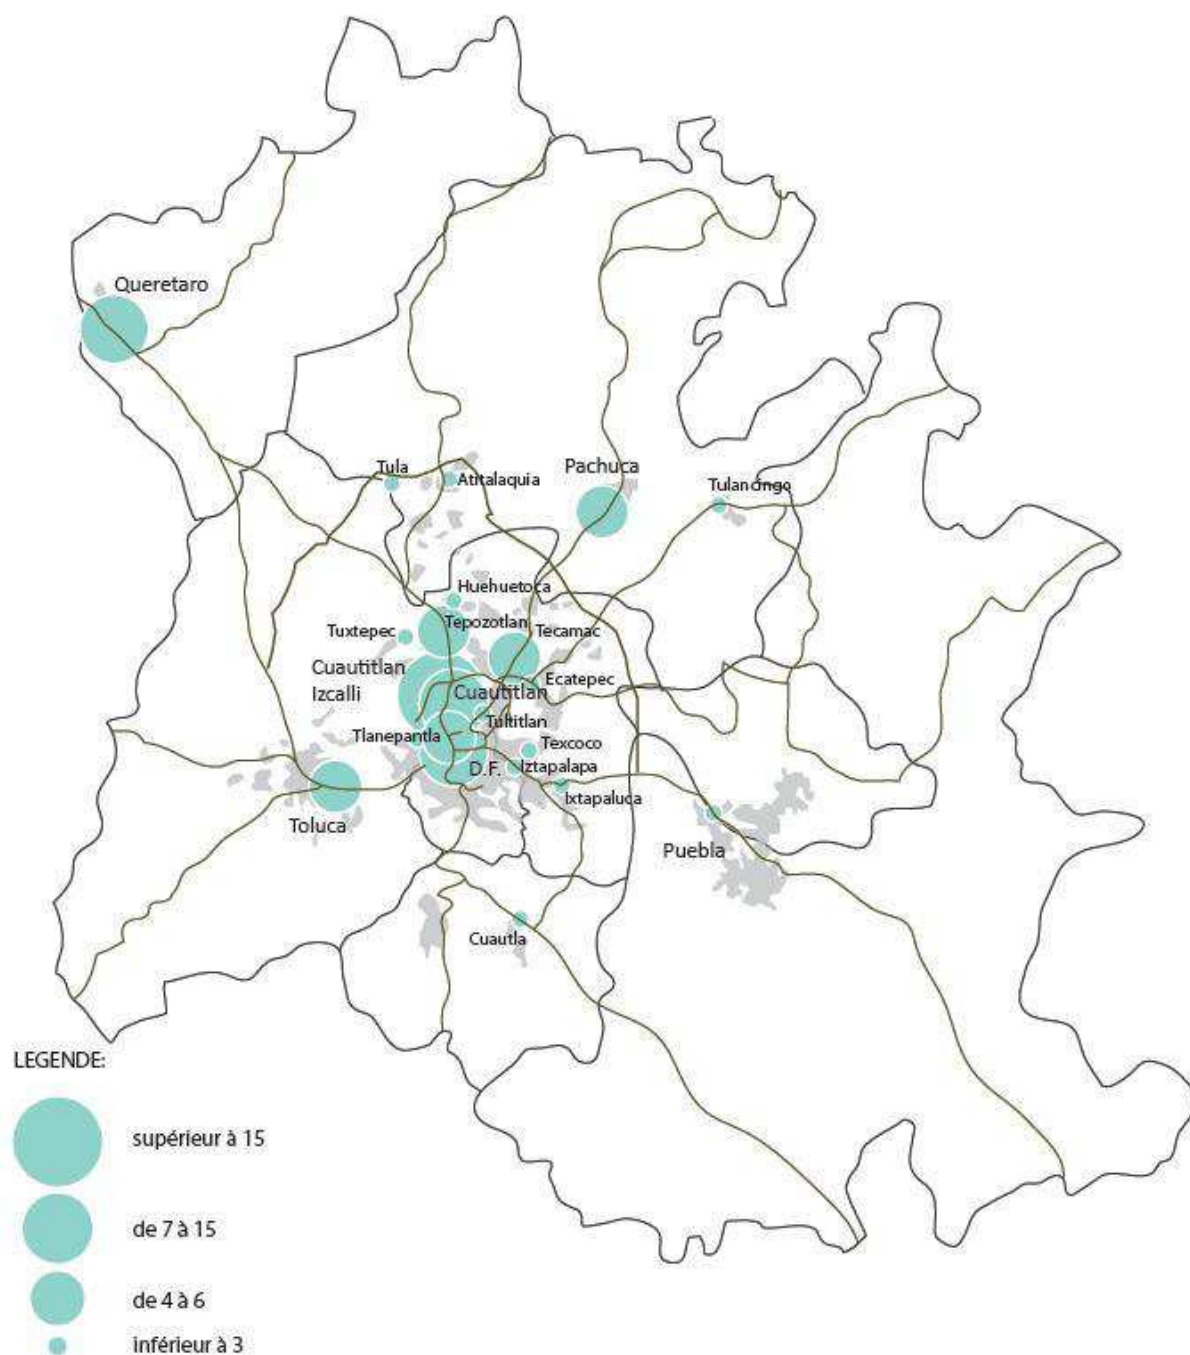 Queretaro
Pachuca
Tula
Atitalaquia
Tulancingo
Huehuetoca
Tepozotlan
Tuxtepec
Tecamac
Cuautitlan
Izcalli
Ecatepec
Cuautitlan
Tultitlan
Tlanepantla
Texcoco
D.F.
Iztapalapa
Ixtapaluca
Toluca
Puebla
Cuautla
LEGENDE:
supérieur à 15
de 7 à 15
de 4 à 6
inférieur à 3